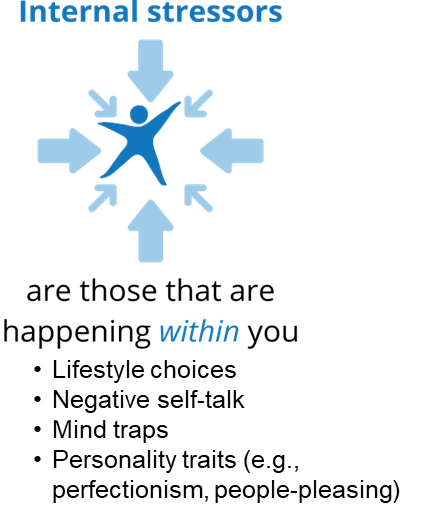 Internal stressors
are those that are
happening within you
• Lifestyle choices
• Negative self-talk
• Mind traps
• Personality traits (e.g.,
perfectionism, people-pleasing)